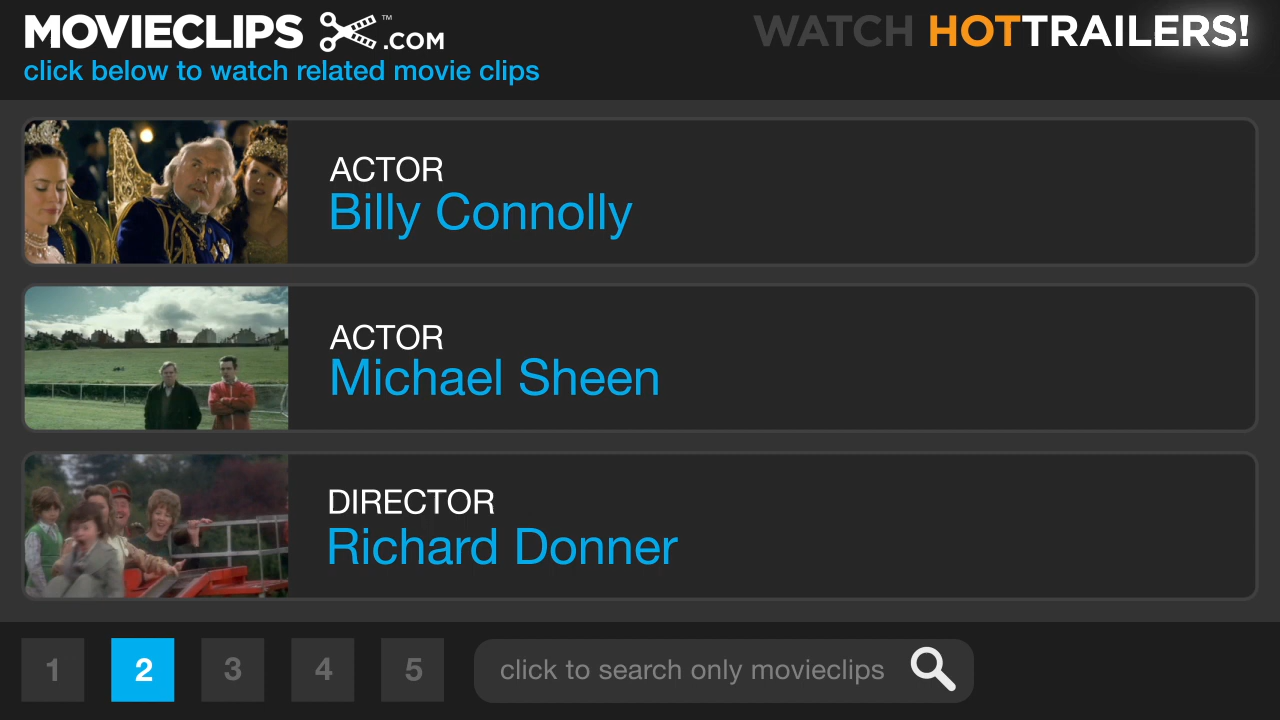 MOVIECLIPS ™ .COM
WATCH HOTTRAILERS!
click below to watch related movie clips
ACTOR
Billy Connolly
ACTOR
Michael Sheen
DIRECTOR
Richard Donner
1 2 3 4 5 click to search only movieclips